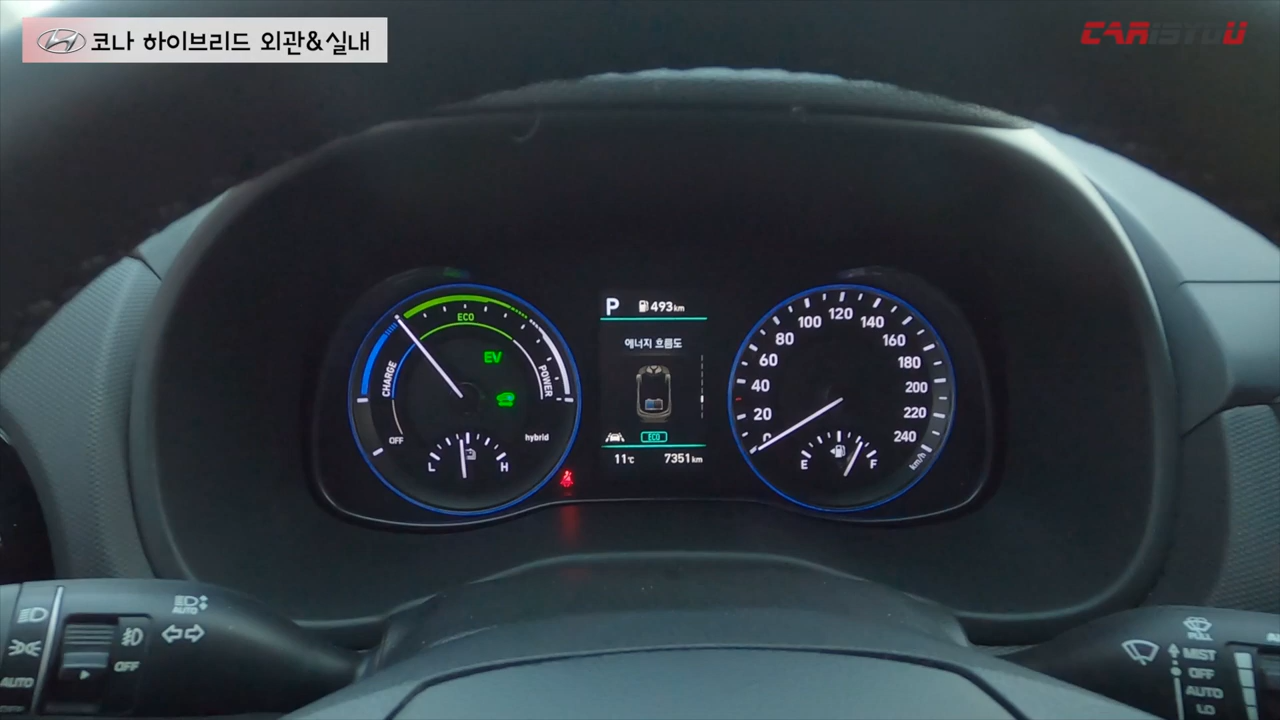 코나 하이브리드 외관&실내
CARISYOU
ECO
CHARGE
POWER
OFF
EV
hybrid
L
H
P
493km
에너지 흐름도
ECO
11℃
7351km
0
20
40
60
80
100
120
140
160
180
200
220
240
km/h
E
F
AUTO
OFF
AUTO
PULL
MIST
OFF
AUTO
LO